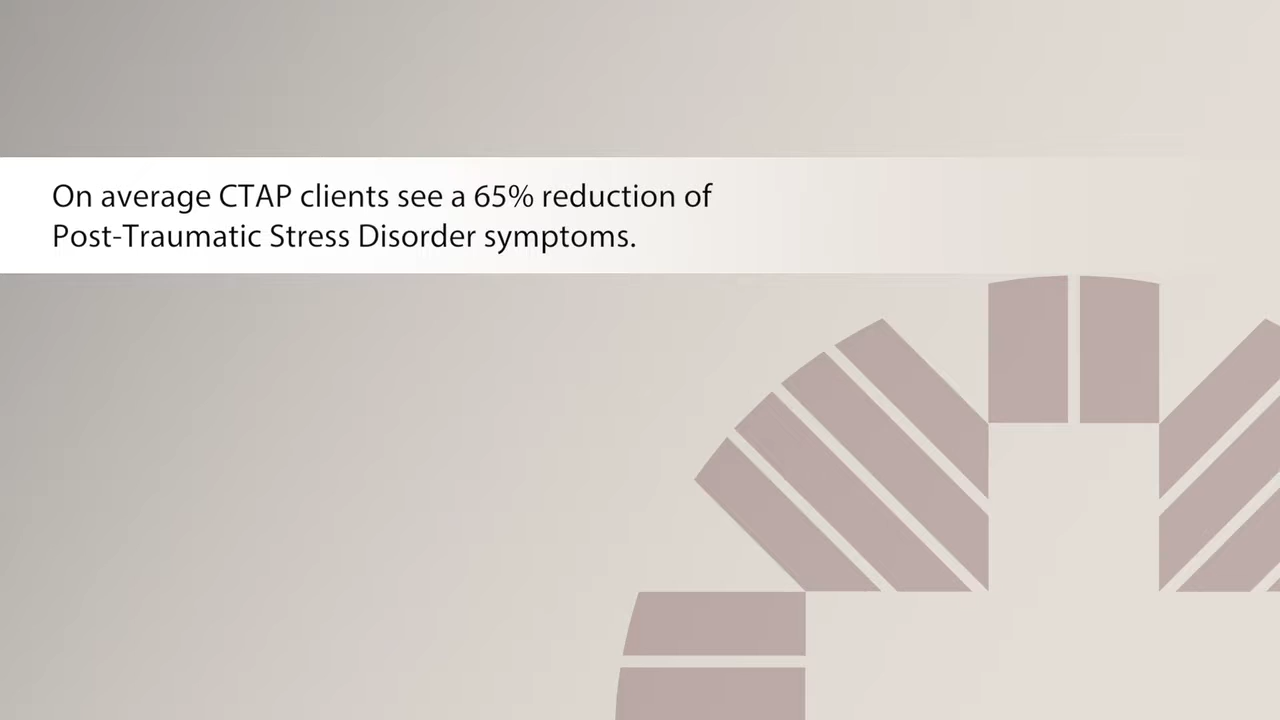 On average CTAP clients see a 65% reduction of
Post-Traumatic Stress Disorder symptoms.